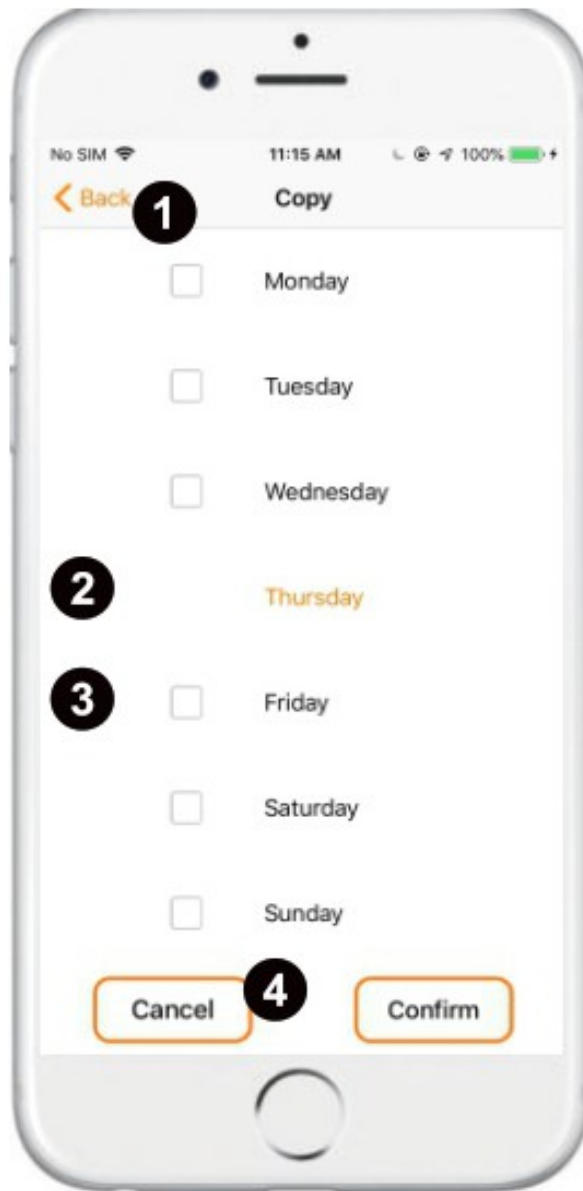 No SIM 11:15 AM 100%
Back Copy
1
Monday
Tuesday
Wednesday
2 Thursday
3 Friday
Saturday
Sunday
Cancel 4 Confirm